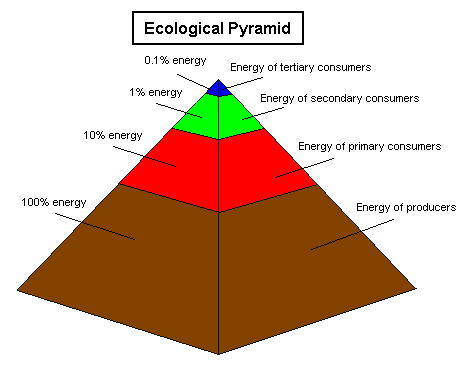 Ecological Pyramid
0.1% energy
Energy of tertiary consumers
1% energy
Energy of secondary consumers
10% energy
Energy of primary consumers
100% energy
Energy of producers